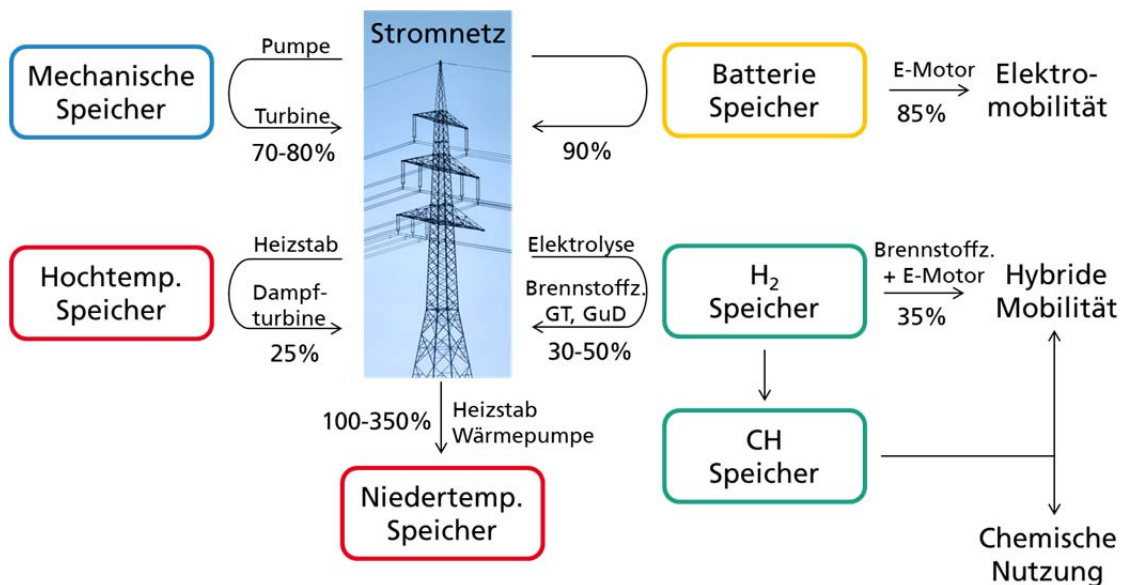 Stromnetz
Mechanische
Speicher
Pumpe
Turbine
70-80%
90%
Batterie
Speicher
E-Motor
85%
Elektro-
mobilität
Hochtemp.
Speicher
Heizstab
Dampf-
turbine
25%
Elektrolyse
Brennstoffz.
GT, GuD
30-50%
H₂
Speicher
Brennstoffz.
+ E-Motor
35%
Hybride
Mobilität
100-350%
Heizstab
Wärmepumpe
Niedertemp.
Speicher
CH
Speicher
Chemische
Nutzung